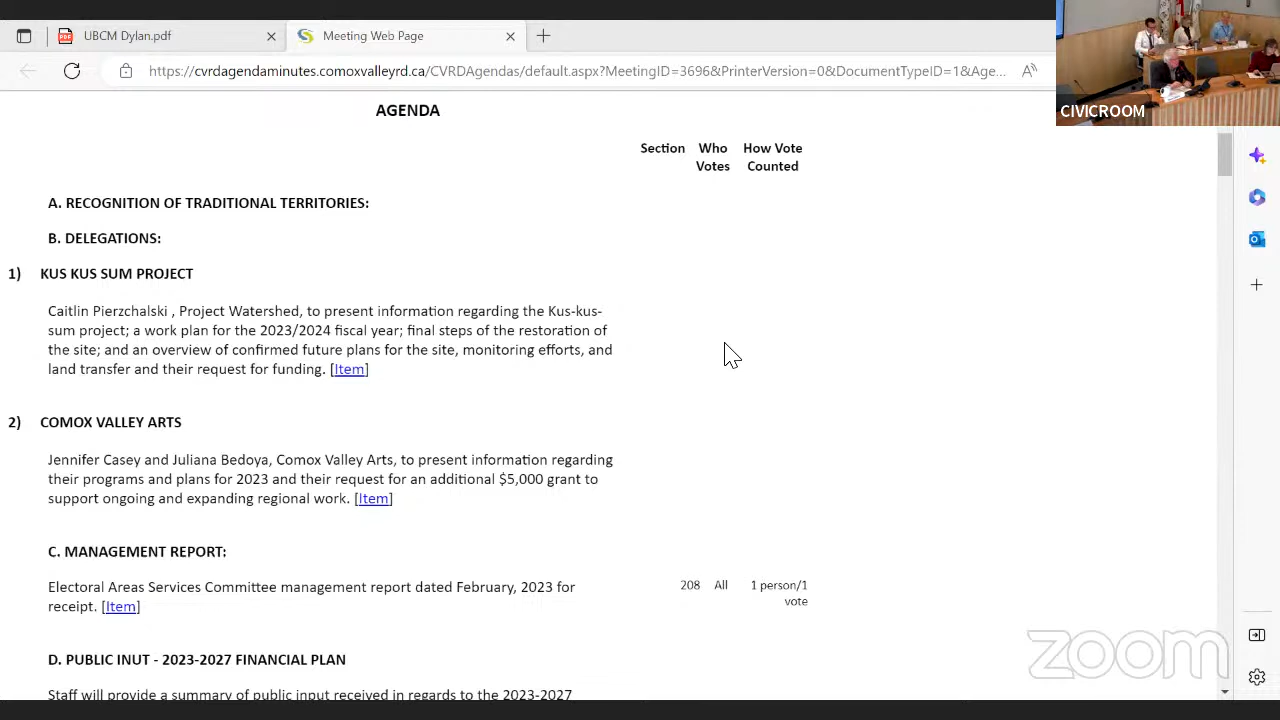 UBCM Dylan.pdf
Meeting Web Page
https://cvrdagendaminutes.comoxvalleyrd.ca/CVRDAgendas/default.aspx?MeetingID=3696&PrinterVersion=0&DocumentTypeID=1&Age...
CIVICROOM
AGENDA
Section Who How Vote
Votes Counted
A. RECOGNITION OF TRADITIONAL TERRITORIES:
B. DELEGATIONS:
1) KUS KUS SUM PROJECT
Caitlin Pierzchalski , Project Watershed, to present information regarding the Kus-kus-
sum project; a work plan for the 2023/2024 fiscal year; final steps of the restoration of
the site; and an overview of confirmed future plans for the site, monitoring efforts, and
land transfer and their request for funding. [Item]
2) COMOX VALLEY ARTS
Jennifer Casey and Juliana Bedoya, Comox Valley Arts, to present information regarding
their programs and plans for 2023 and their request for an additional $5,000 grant to
support ongoing and expanding regional work. [Item]
C. MANAGEMENT REPORT:
Electoral Areas Services Committee management report dated February, 2023 for 208 All 1 person/1
receipt. [Item] vote
D. PUBLIC INUT - 2023-2027 FINANCIAL PLAN
Staff will provide a summary of public input received in regards to the 2023-2027
zoom